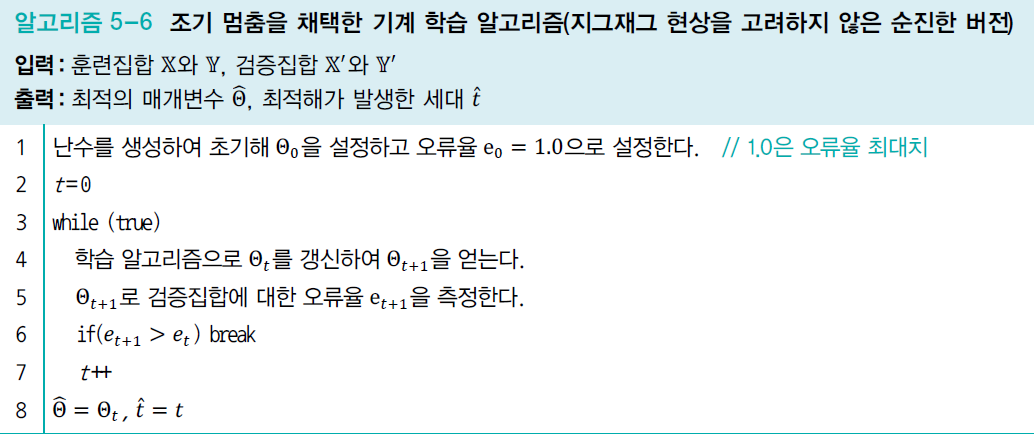 알고리즘 5-6 조기 멈춤을 채택한 기계 학습 알고리즘(지그재그 현상을 고려하지 않은 순진한 버전)
입력: 훈련집합 𝕏와 𝕐, 검증집합 𝕏′와 𝕐′
출력: 최적의 매개변수 Θ̂, 최적해가 발생한 세대 t̂
1 난수를 생성하여 초기해 Θ₀을 설정하고 오류율 e₀ = 1.0으로 설정한다. // 1.0은 오류율 최대치
2 t=0
3 while (true)
4 학습 알고리즘으로 Θₜ를 갱신하여 Θₜ₊₁을 얻는다.
5 Θₜ₊₁로 검증집합에 대한 오류율 eₜ₊₁을 측정한다.
6 if(eₜ₊₁ > eₜ) break
7 t++
8 Θ̂ = Θₜ, t̂ = t